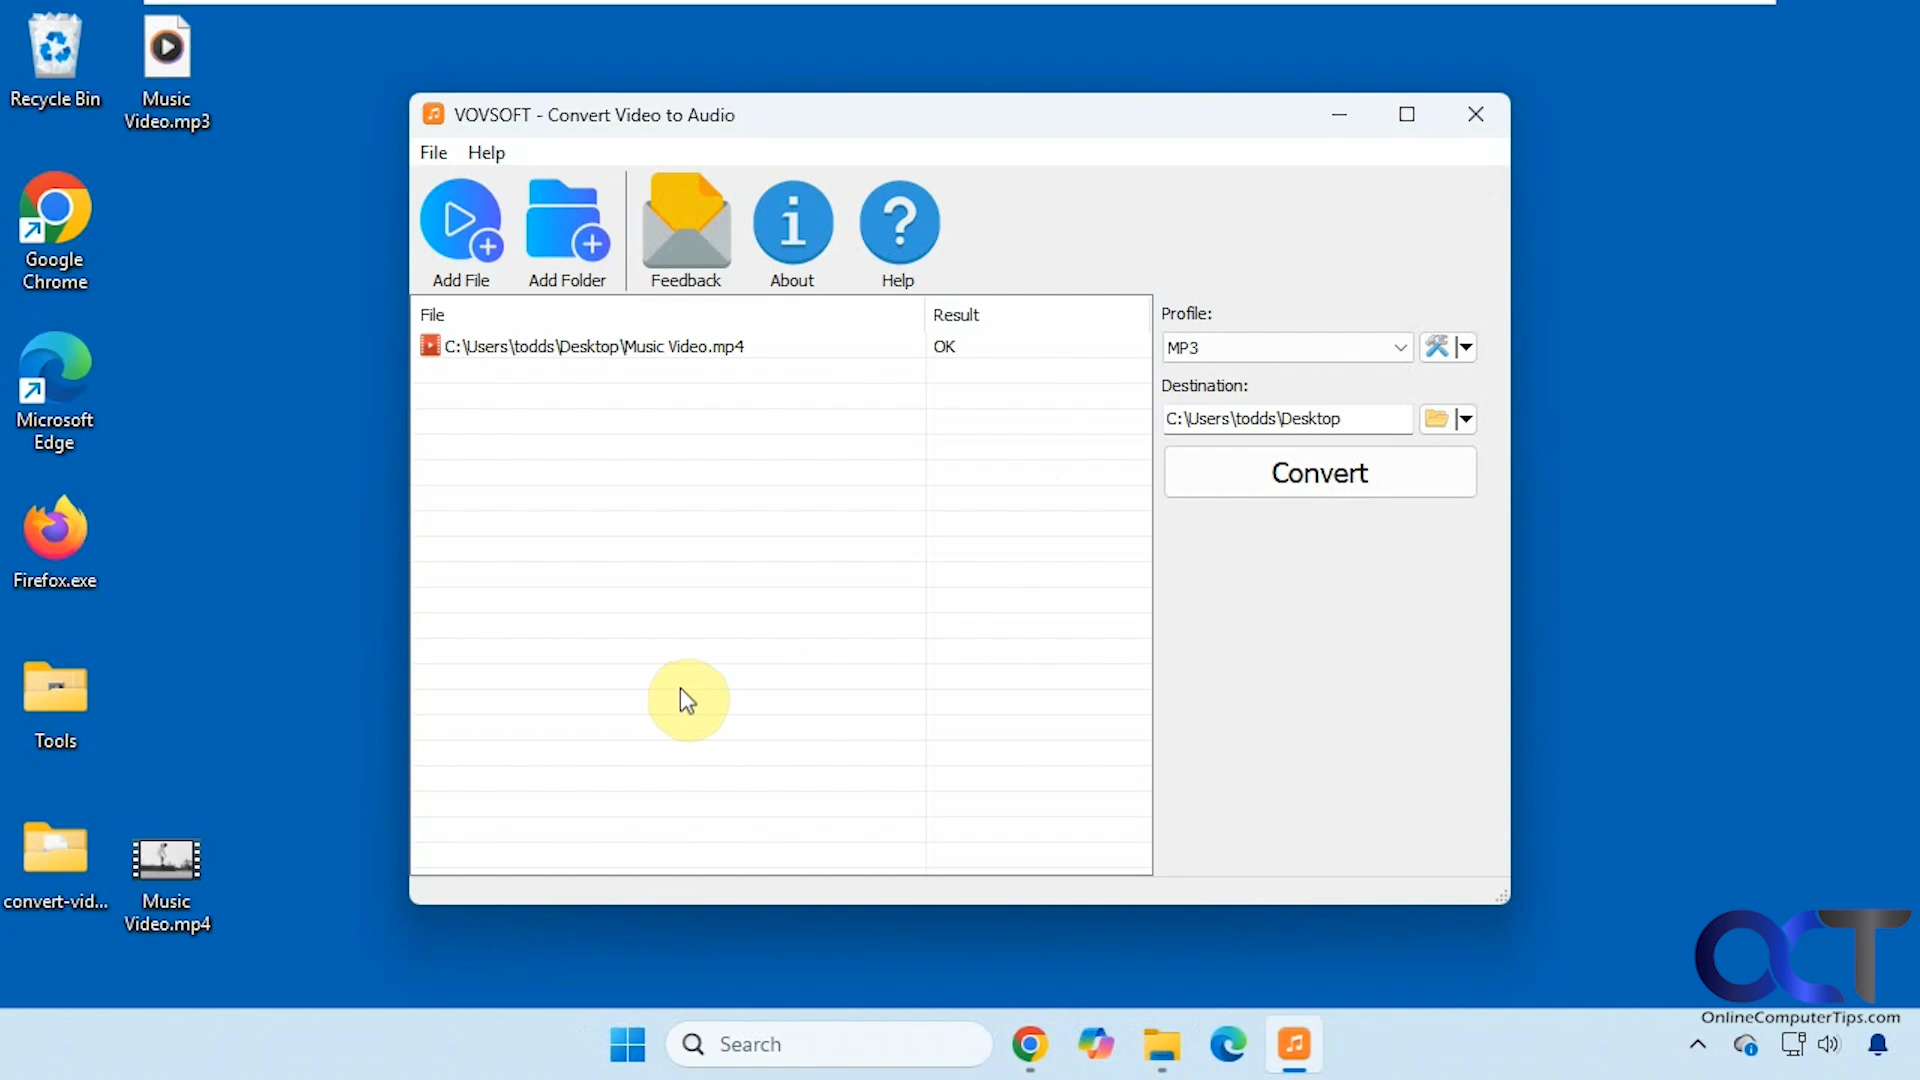 Recycle Bin
Music
Video.mp3
Google
Chrome
Microsoft
Edge
Firefox.exe
Tools
convert-vid...
Music
Video.mp4
VOVSOFT - Convert Video to Audio
File Help
Add File Add Folder Feedback About Help
File Result
C:\Users\todds\Desktop\Music Video.mp4 OK
Profile:
MP3
Destination:
C:\Users\todds\Desktop
Convert
OCT
OnlineComputerTips.com
Search